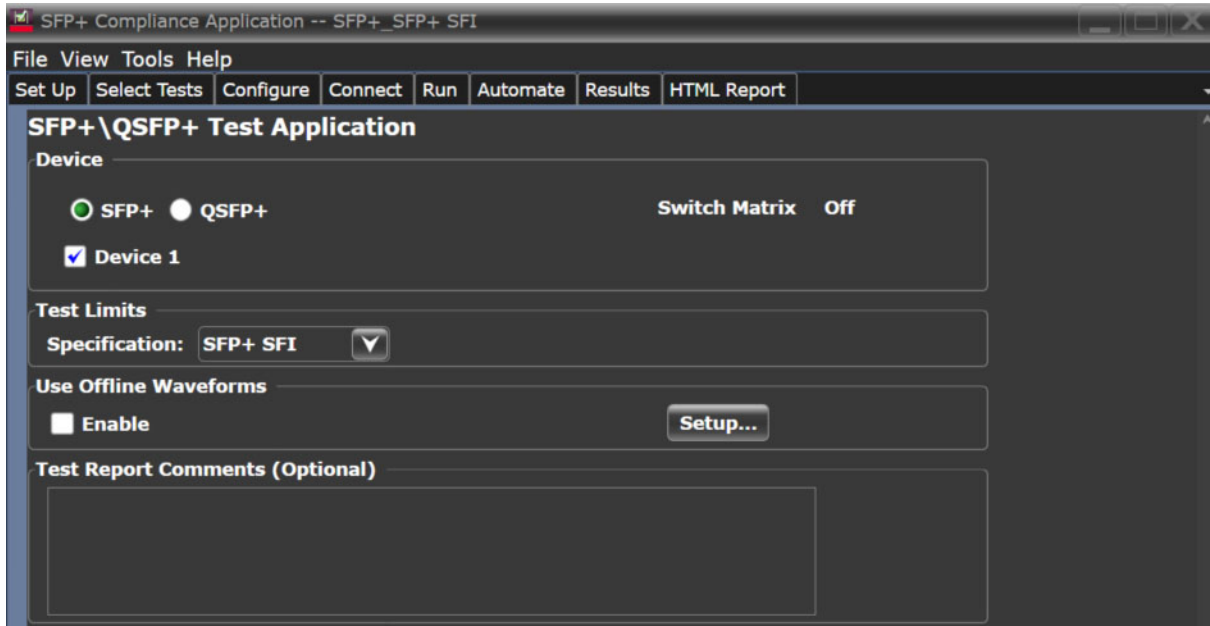 SFP+ Compliance Application -- SFP+_SFP+ SFI
File View Tools Help
Set Up Select Tests Configure Connect Run Automate Results HTML Report
SFP+\QSFP+ Test Application
Device
SFP+ QSFP+ Switch Matrix Off
Device 1
Test Limits
Specification: SFP+ SFI
Use Offline Waveforms
Enable Setup...
Test Report Comments (Optional)